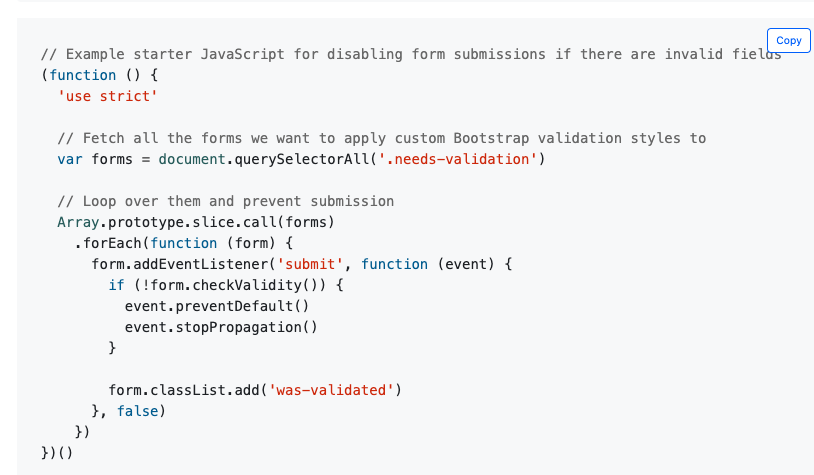 Copy
// Example starter JavaScript for disabling form submissions if there are invalid fields
(function () {
  'use strict'

  // Fetch all the forms we want to apply custom Bootstrap validation styles to
  var forms = document.querySelectorAll('.needs-validation')

  // Loop over them and prevent submission
  Array.prototype.slice.call(forms)
    .forEach(function (form) {
      form.addEventListener('submit', function (event) {
        if (!form.checkValidity()) {
          event.preventDefault()
          event.stopPropagation()
        }

        form.classList.add('was-validated')
      }, false)
    })
})()